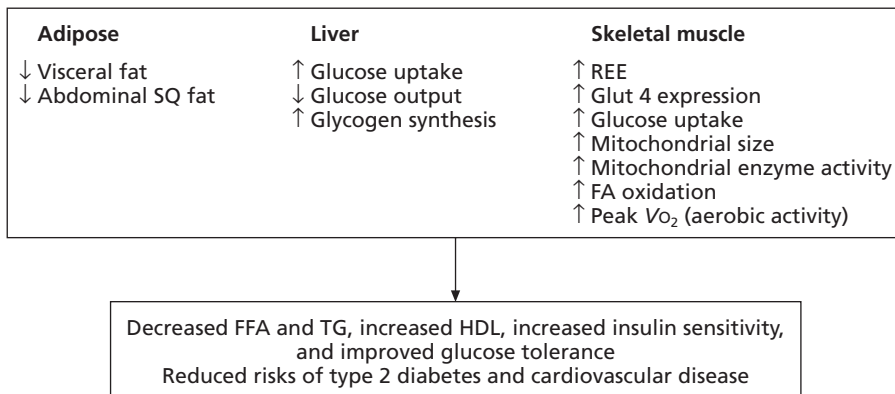 Adipose
↓ Visceral fat
↓ Abdominal SQ fat
Liver
↑ Glucose uptake
↓ Glucose output
↑ Glycogen synthesis
Skeletal muscle
↑ REE
↑ Glut 4 expression
↑ Glucose uptake
↑ Mitochondrial size
↑ Mitochondrial enzyme activity
↑ FA oxidation
↑ Peak VO₂ (aerobic activity)
Decreased FFA and TG, increased HDL, increased insulin sensitivity,
and improved glucose tolerance
Reduced risks of type 2 diabetes and cardiovascular disease